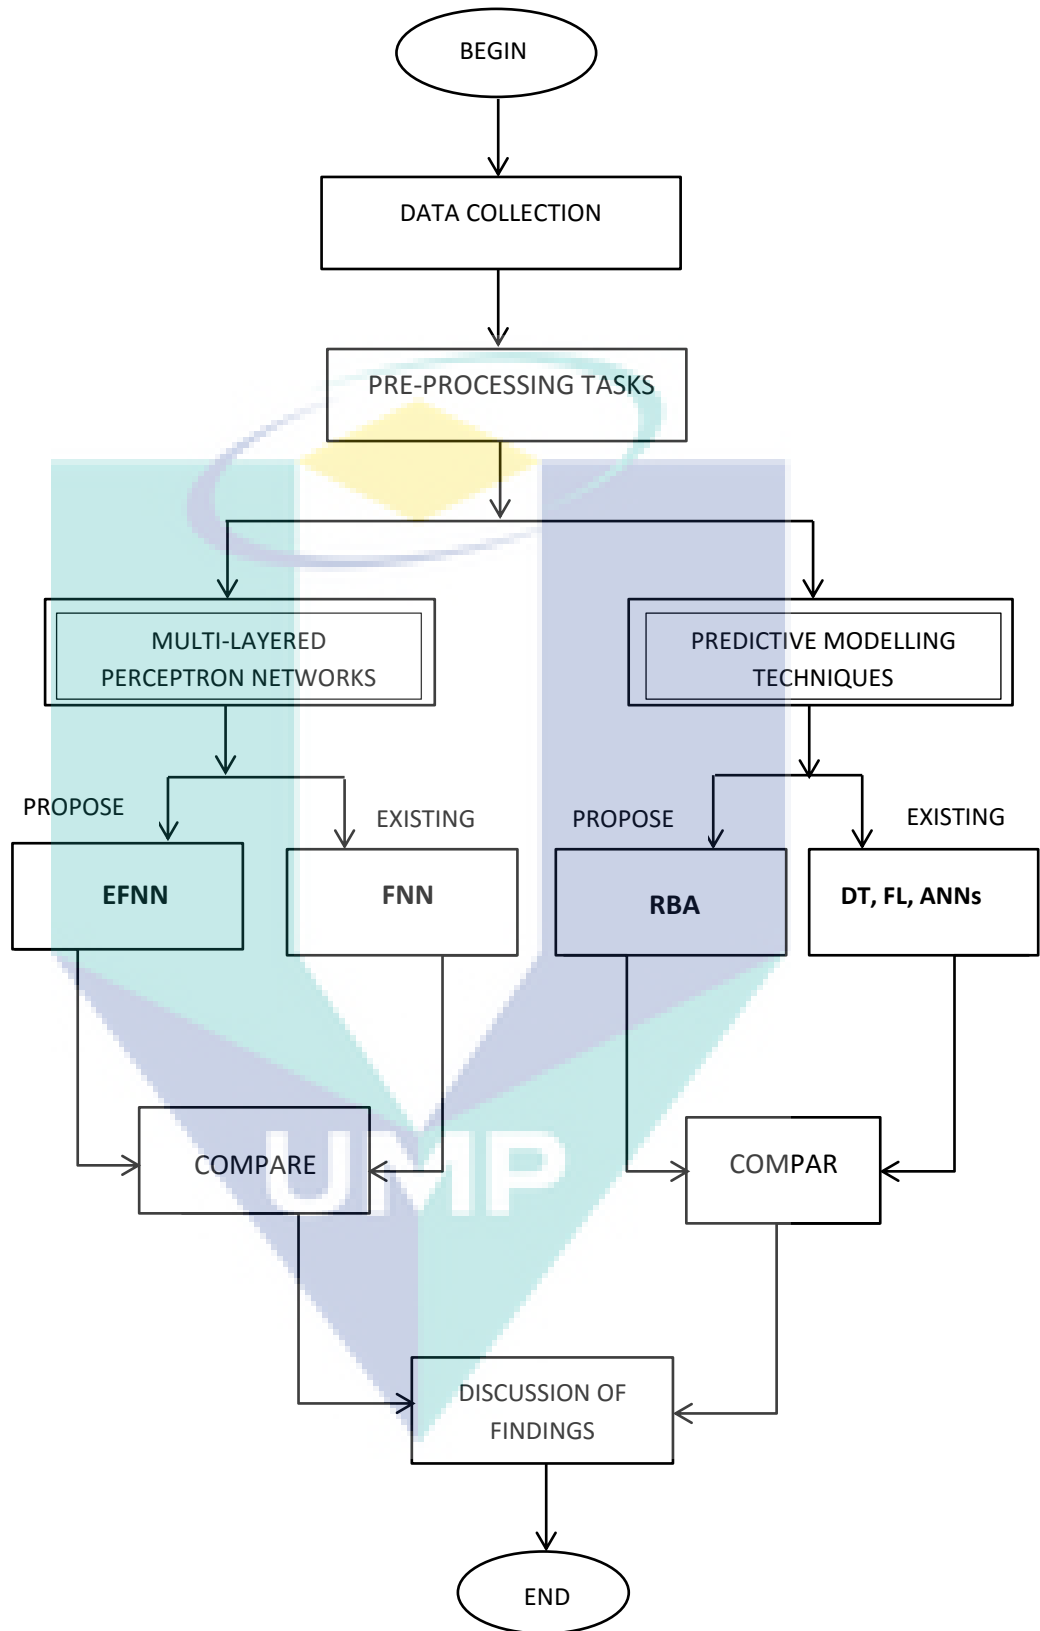 BEGIN
DATA COLLECTION
PRE-PROCESSING TASKS
MULTI-LAYERED
PERCEPTRON NETWORKS
PREDICTIVE MODELLING
TECHNIQUES
PROPOSE
EXISTING
PROPOSE
EXISTING
EFNN
FNN
RBA
DT, FL, ANNs
COMPARE
COMPAR
UMP
DISCUSSION OF
FINDINGS
END